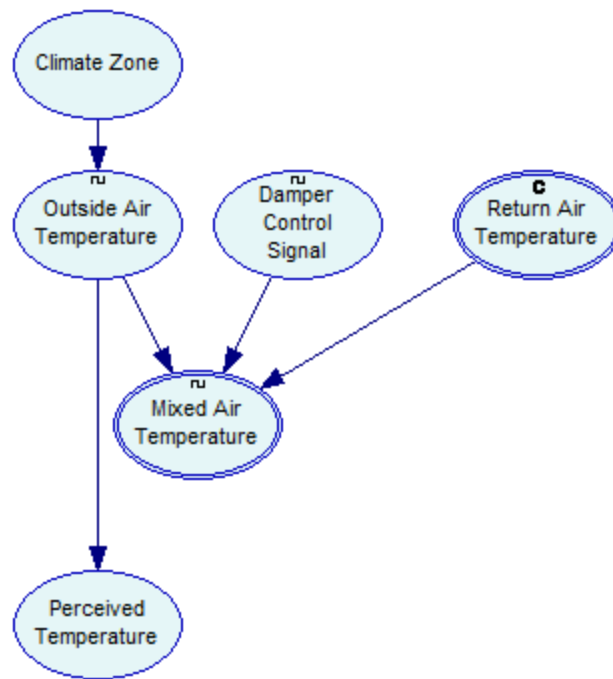 Climate Zone
Outside Air
Temperature
Damper
Control
Signal
C
Return Air
Temperature
Mixed Air
Temperature
Perceived
Temperature